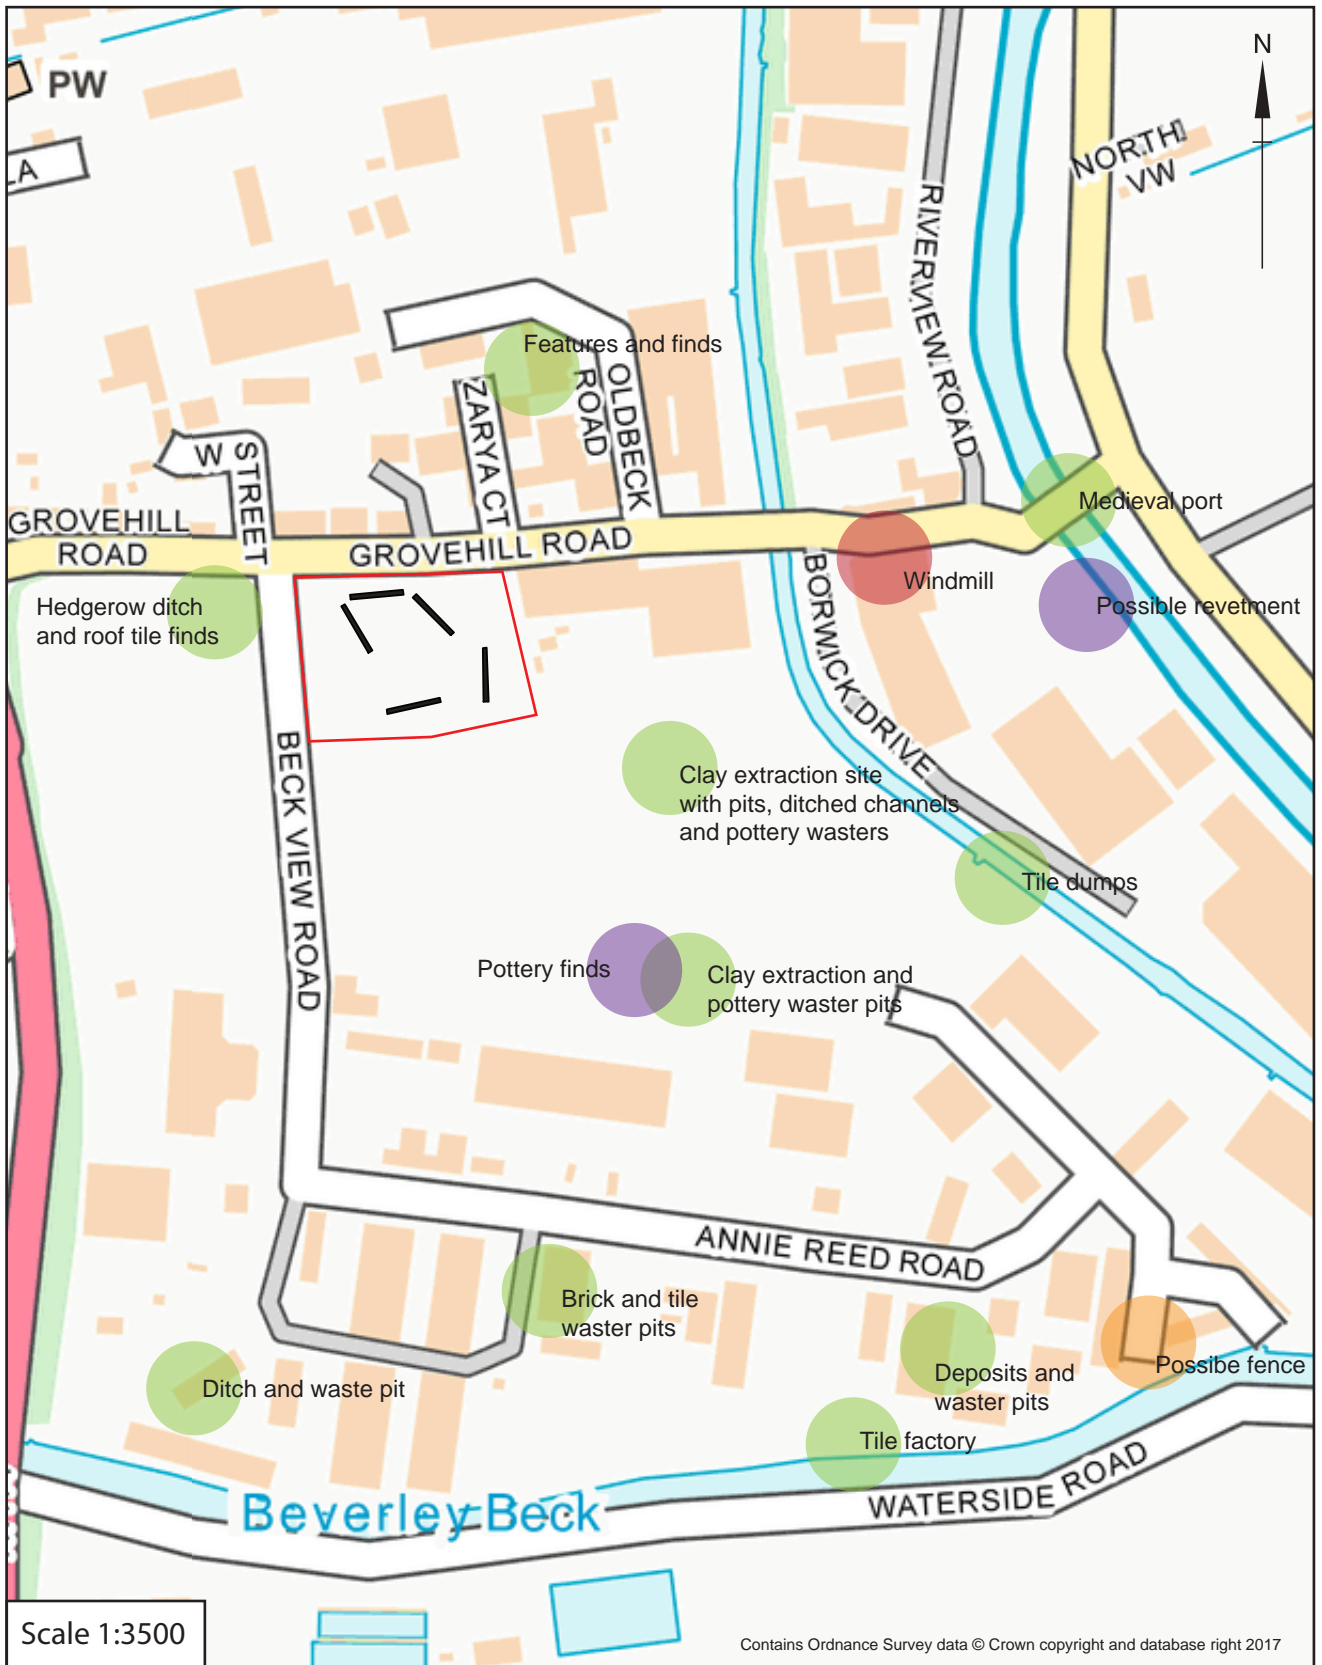 N
PW
LA
NORTH
VW
RIVERVIEW ROAD
Features and finds
OLDBECK
ROAD
ZARYA CT
W
STREET
GROVEHILL
ROAD
GROVEHILL ROAD
Medieval port
Windmill
Possible revetment
Hedgerow ditch
and roof tile finds
BORWICK DRIVE
BECK VIEW ROAD
Clay extraction site
with pits, ditched channels
and pottery wasters
Tile dumps
Pottery finds
Clay extraction and
pottery waster pits
ANNIE REED ROAD
Brick and tile
waster pits
Possibe fence
Deposits and
waster pits
Ditch and waste pit
Tile factory
Beverley Beck
WATERSIDE ROAD
Scale 1:3500
Contains Ordnance Survey data © Crown copyright and database right 2017